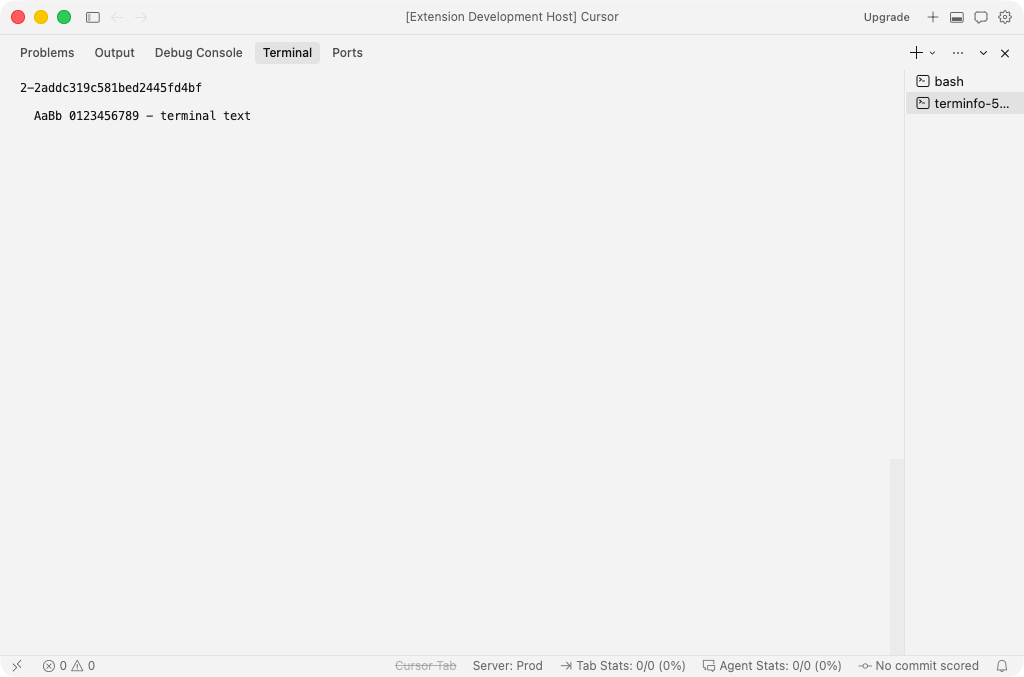 [Extension Development Host] Cursor
Upgrade
Problems Output Debug Console Terminal Ports
2-2addc319c581bed2445fd4bf
AaBb 0123456789 - terminal text
bash
terminfo-5...
0 0 Cursor Tab Server: Prod Tab Stats: 0/0 (0%) Agent Stats: 0/0 (0%) No commit scored